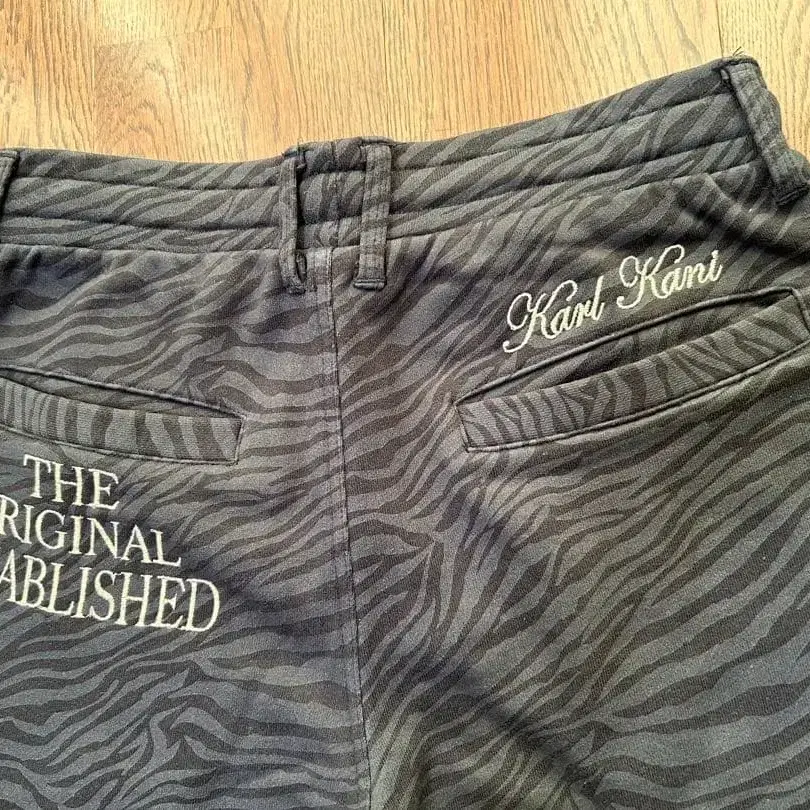 Karl Kani
THE
RIGINAL
ABLISHED